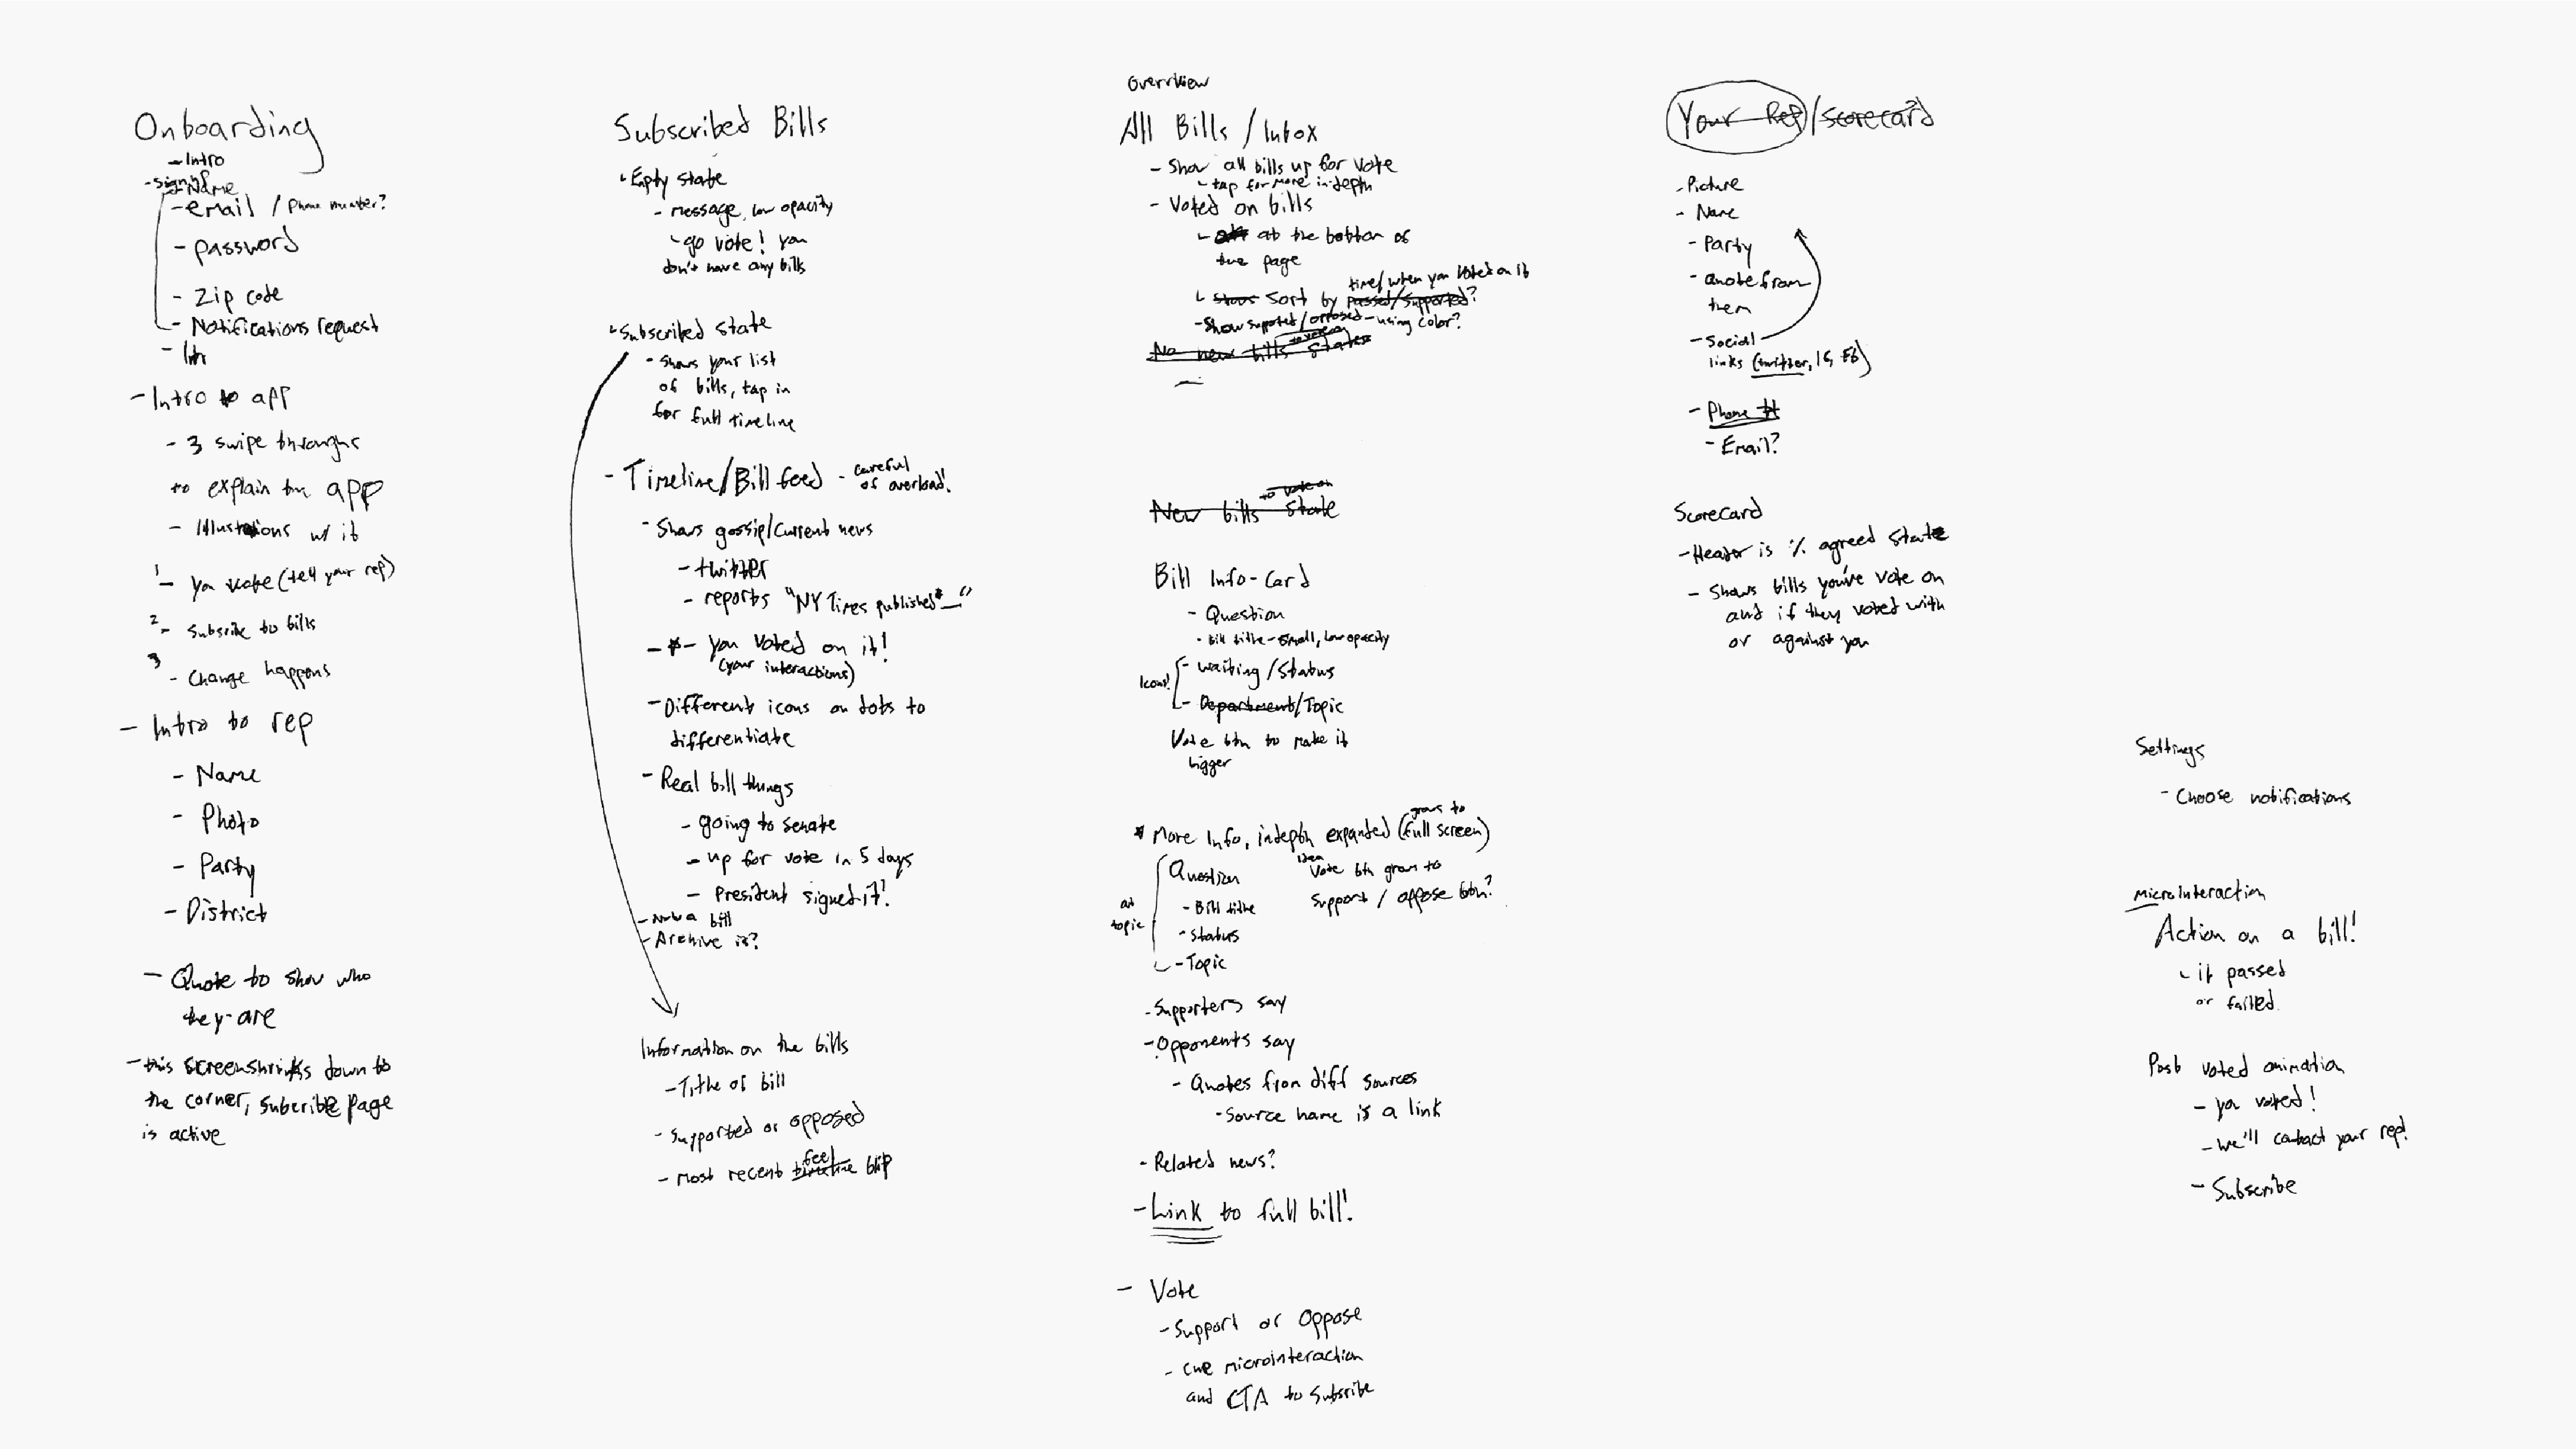 Onboarding
- Intro
- Sign up
- Name
- email / Phone number?
- password
- Zip code
- Notifications request
- Intro to app
- 3 swipe throughs
to explain the app
- Illustrations w/ it
1- you vote (tell your rep)
2- Subsribe to bills
3
- Change happens
- Intro to rep
- Name
- Photo
- Party
- District
- Quote to show who
they are
- this screen shrinks down to
the corner, subcribe page
is active
Subscribed Bills
Empty state
- message, low opacity
go vote! you
don't have any bills
Subscribed state
- shows your list
of bills, tap in
for full timeline
- Timeline/Bill feed - careful
of overload!
- Shows gossip/current news
- twitter
- reports "NY Times published*_"
- * - you voted on it!
(your interactions)
- Different icons on dots to
differentiate
- Real bill things
- going to senate
- up for vote in 5 days
- President signed it!
bill
- Archive it?
Information on the bills
- Title of bill
- Supported or opposed
- most recent timeline feed blip
Overview
All Bills / Inbox
- Show all bills up for vote
- tap for more indepth
- Voted on bills
- at the bottom of
the page
time/when you voted on it
shows sort by passed/supported?
- Show supported/opposed - using color?
to vote on
No new bills state
to vote on
New bills state
Bill Info-Card
- Question
- bill title - small, low opacity
Icons!
- waiting/Status
- Department/Topic
Vote btn to make it
bigger
* More Info, indepth expanded (grows to
full screen)
at
topic
Question
- Bill title
- Status
- Topic
idea
Vote btn grows to
Support / oppose btn?
- Supporters say
- Opponents say
- Quotes from diff sources
- Source name is a link
- Related news?
- Link to full bill!
- Vote
- Support or Oppose
- cue microinteraction
and CTA to subsribe
Your Rep/Scorecard
- Picture
- Name
- Party
- Quote from
them
- Social
links (twitter, IG, FB)
- Phone #
- Email?
Scorecard
- Header is % agreed state
- Shows bills you've vote on
and if they voted with
or against you
Settings
- Choose notifications
microInteraction
Action on a bill!
it passed
or failed
Post voted animation
- you voted!
- we'll contact your rep!
- Subscribe